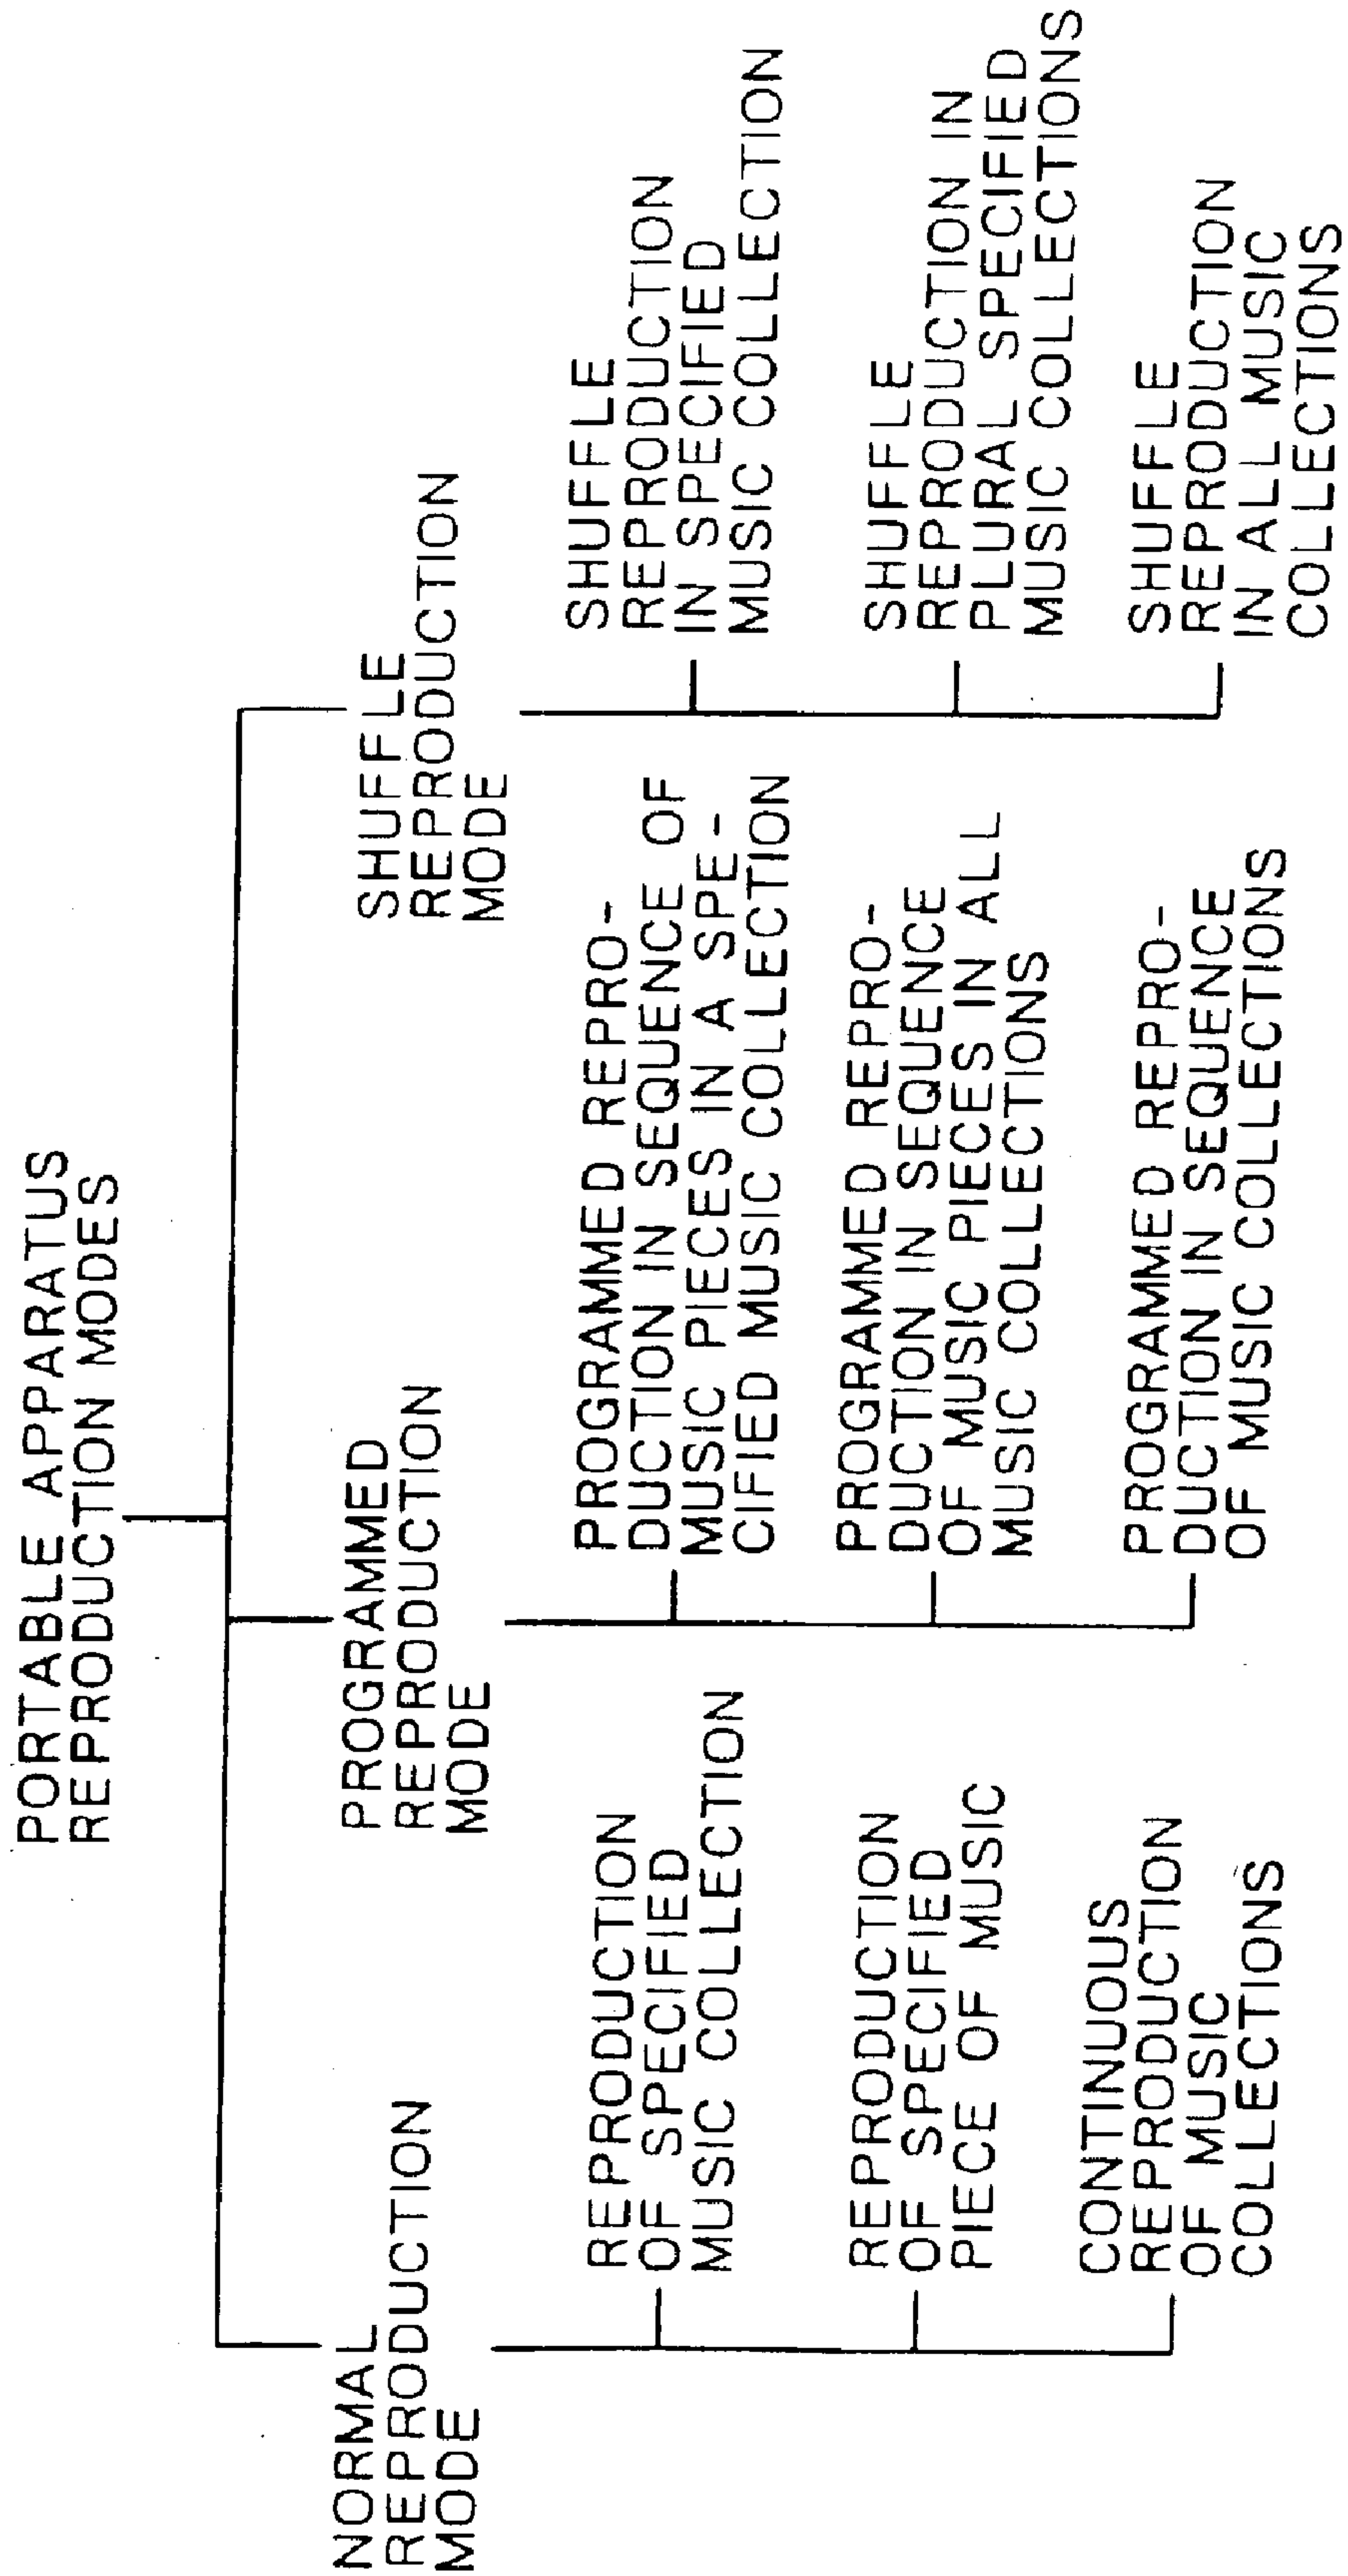 PORTABLE APPARATUS
REPRODUCTION MODES
NORMAL
REPRODUCTION
MODE
REPRODUCTION
OF SPECIFIED
MUSIC COLLECTION
REPRODUCTION
OF SPECIFIED
PIECE OF MUSIC
CONTINUOUS
REPRODUCTION
OF MUSIC
COLLECTIONS
PROGRAMMED
REPRODUCTION
MODE
PROGRAMMED REPRO-
DUCTION IN SEQUENCE OF
MUSIC PIECES IN A SPE-
CIFIED MUSIC COLLECTION
PROGRAMMED REPRO-
DUCTION IN SEQUENCE
OF MUSIC PIECES IN ALL
MUSIC COLLECTIONS
PROGRAMMED REPRO-
DUCTION IN SEQUENCE
OF MUSIC COLLECTIONS
SHUFFLE
REPRODUCTION
MODE
SHUFFLE
REPRODUCTION
IN SPECIFIED
MUSIC COLLECTION
SHUFFLE
REPRODUCTION IN
PLURAL SPECIFIED
MUSIC COLLECTIONS
SHUFFLE
REPRODUCTION
IN ALL MUSIC
COLLECTIONS